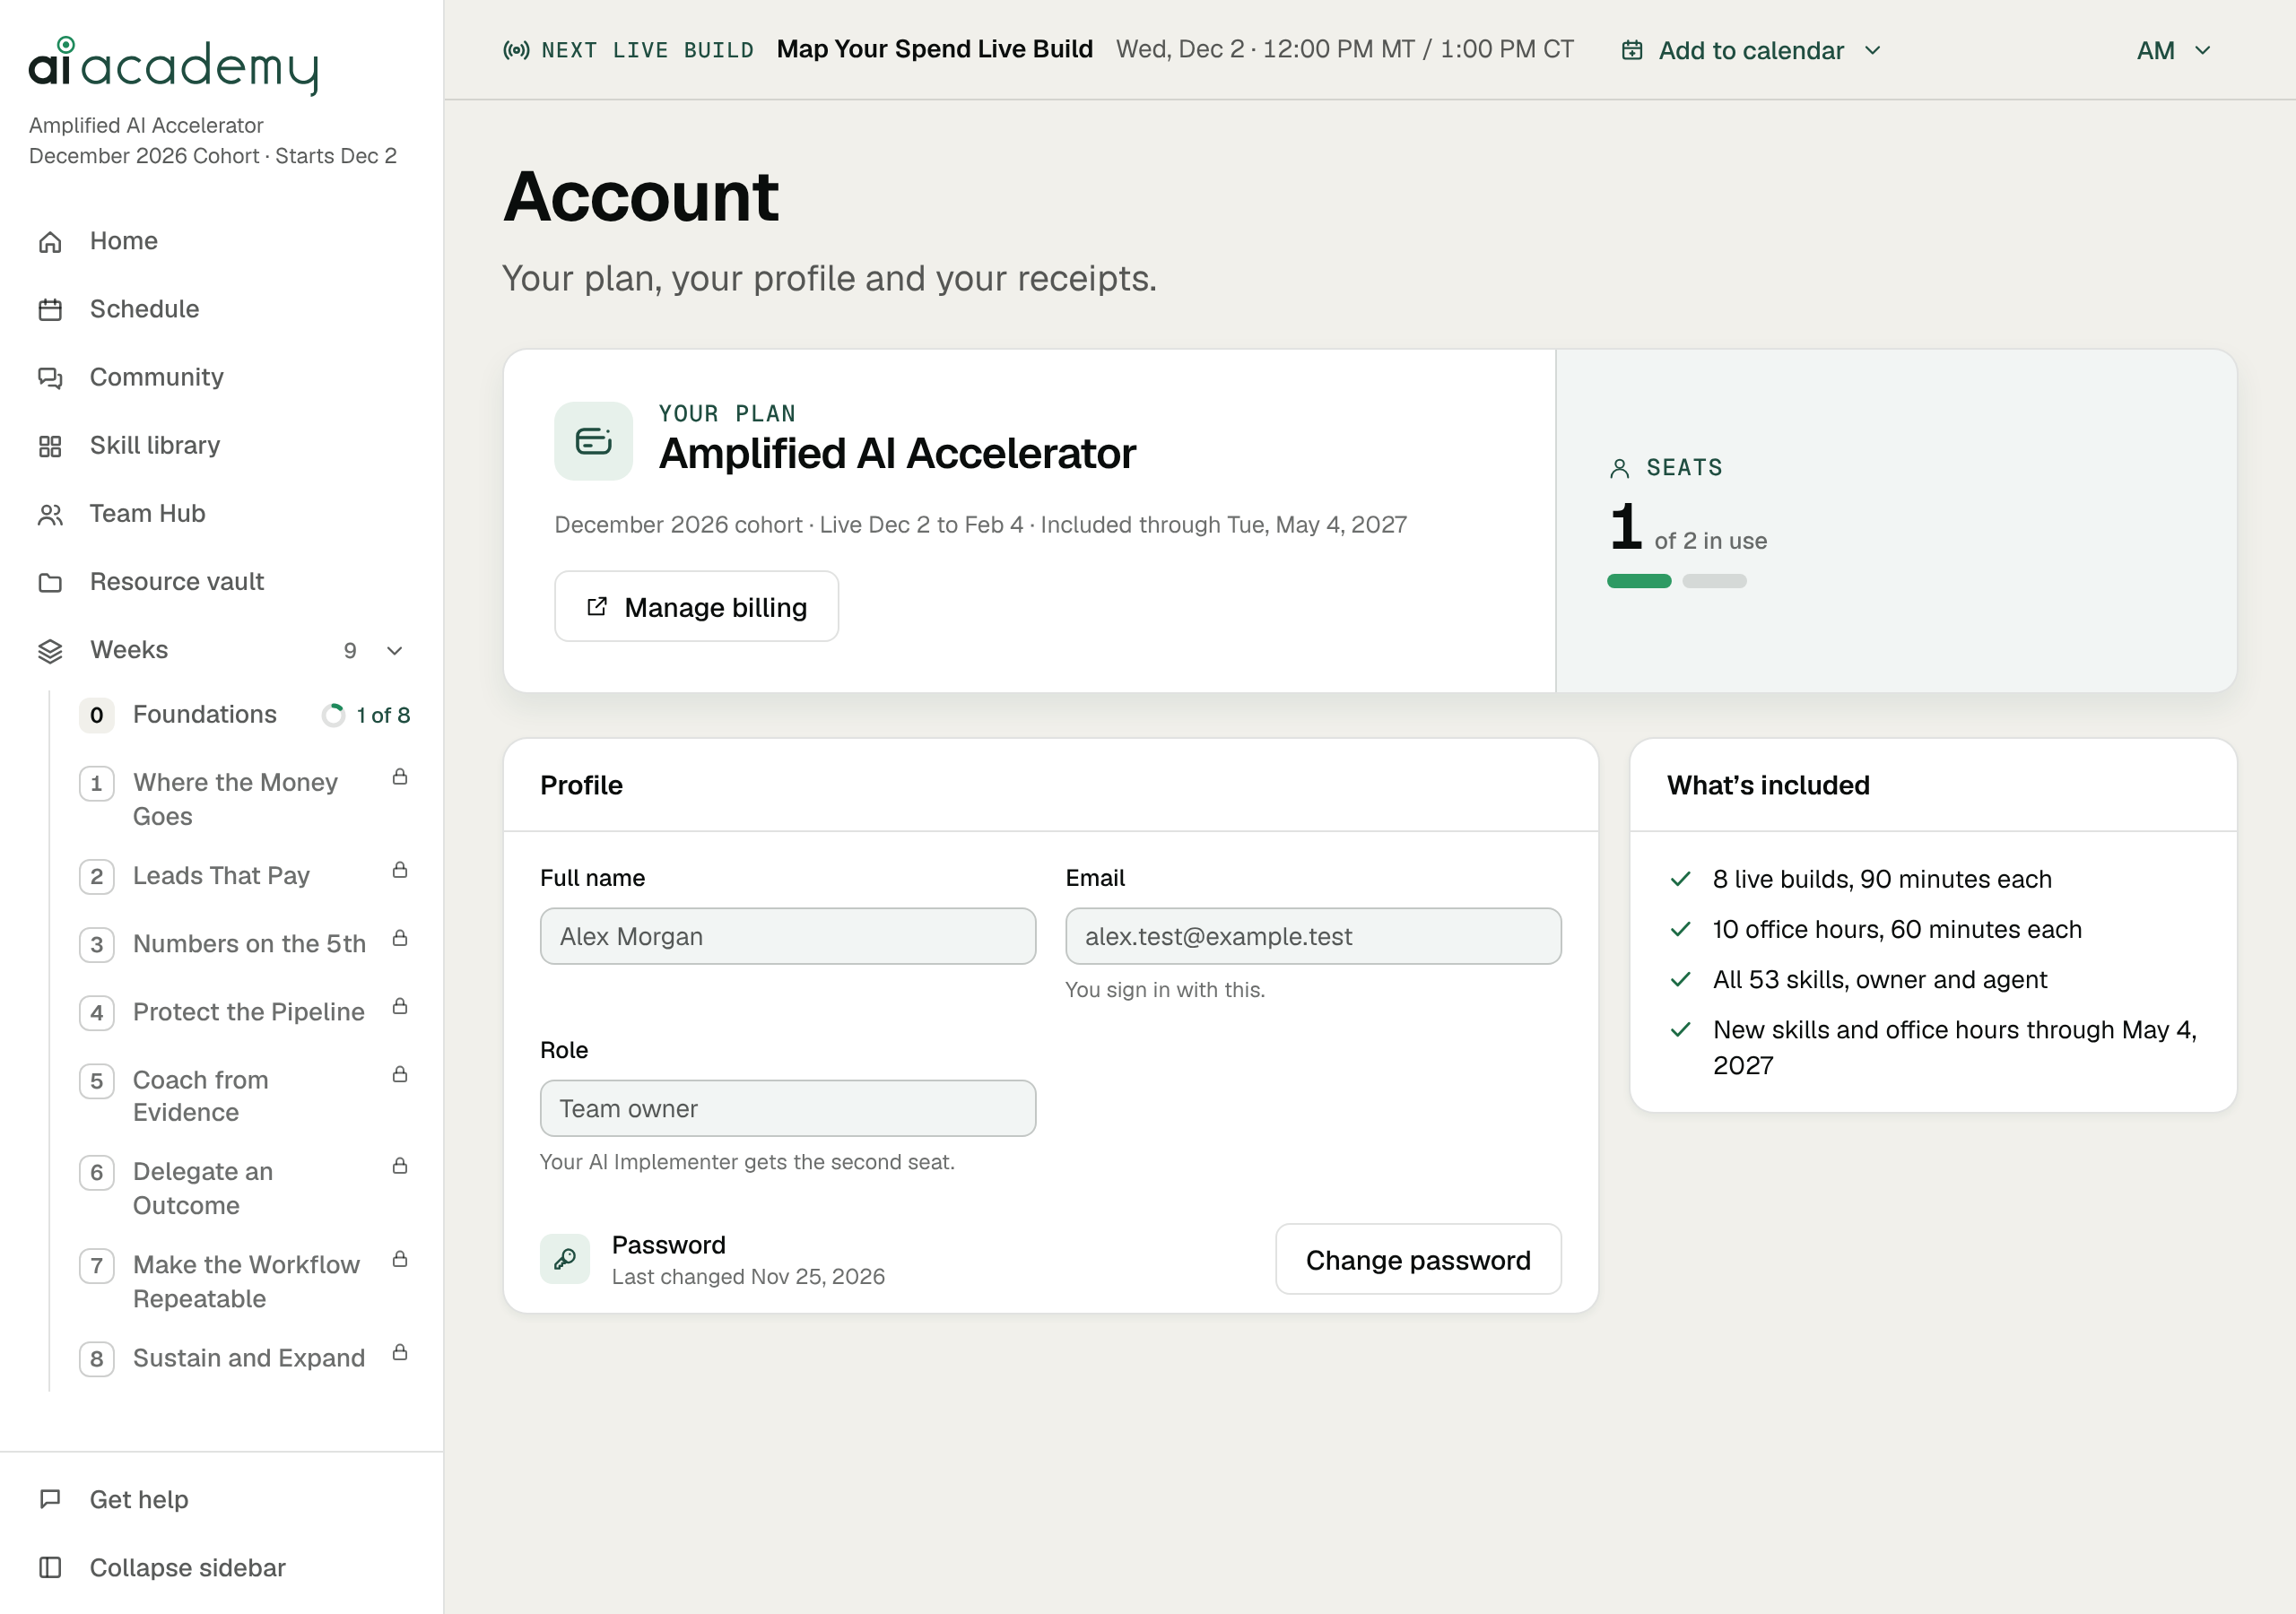 ai academy
Amplified AI Accelerator
December 2026 Cohort · Starts Dec 2
Home
Schedule
Community
Skill library
Team Hub
Resource vault
Weeks 9
0 Foundations 1 of 8
1 Where the Money
Goes
2 Leads That Pay
3 Numbers on the 5th
4 Protect the Pipeline
5 Coach from
Evidence
6 Delegate an
Outcome
7 Make the Workflow
Repeatable
8 Sustain and Expand
Get help
Collapse sidebar
NEXT LIVE BUILD Map Your Spend Live Build Wed, Dec 2 · 12:00 PM MT / 1:00 PM CT Add to calendar AM
Account
Your plan, your profile and your receipts.
YOUR PLAN
Amplified AI Accelerator
December 2026 cohort · Live Dec 2 to Feb 4 · Included through Tue, May 4, 2027
Manage billing
SEATS
1 of 2 in use
Profile
Full name
Alex Morgan
Email
alex.test@example.test
You sign in with this.
Role
Team owner
Your AI Implementer gets the second seat.
Password
Last changed Nov 25, 2026
Change password
What's included
8 live builds, 90 minutes each
10 office hours, 60 minutes each
All 53 skills, owner and agent
New skills and office hours through May 4,
2027